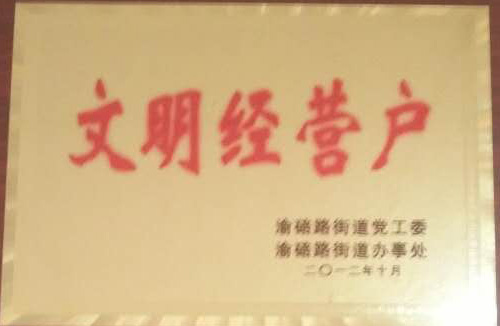 文明经营户
渝碚路街道党工委
渝碚路街道办事处
二〇一二年十月